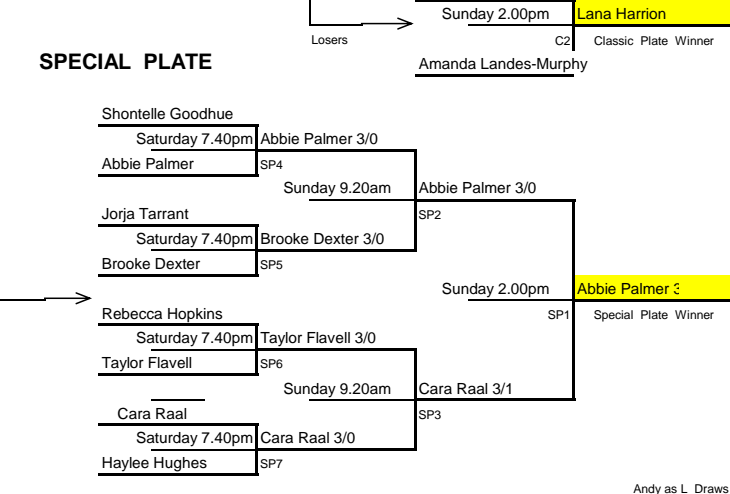 Sunday 2.00pm Lana Harrion
Losers C2 Classic Plate Winner
SPECIAL PLATE Amanda Landes-Murphy
Shontelle Goodhue
Saturday 7.40pm Abbie Palmer 3/0
Abbie Palmer SP4
Sunday 9.20am Abbie Palmer 3/0
Jorja Tarrant SP2
Saturday 7.40pm Brooke Dexter 3/0
Brooke Dexter SP5
Sunday 2.00pm Abbie Palmer 3
Rebecca Hopkins SP1 Special Plate Winner
Saturday 7.40pm Taylor Flavell 3/0
Taylor Flavell SP6
Sunday 9.20am Cara Raal 3/1
Cara Raal SP3
Saturday 7.40pm Cara Raal 3/0
Haylee Hughes SP7
Andy as L Draws